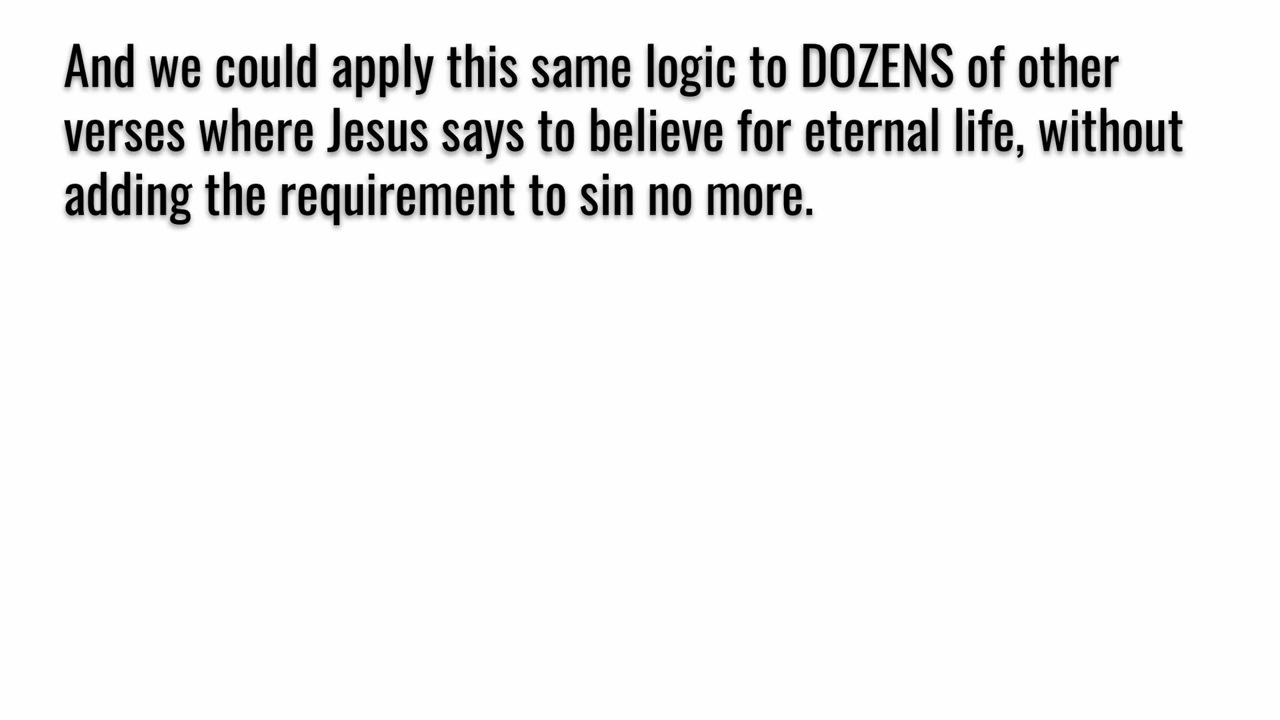 And we could apply this same logic to DOZENS of other
verses where Jesus says to believe for eternal life, without
adding the requirement to sin no more.